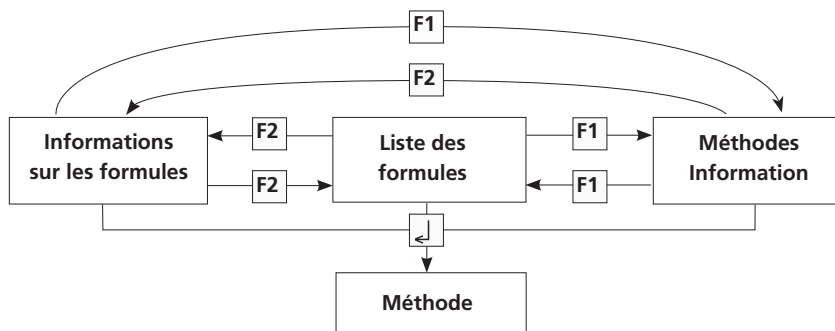 F1
F2
Informations
sur les formules
F2
Liste des
formules
F1
Méthodes
Information
F2
F1
Méthode